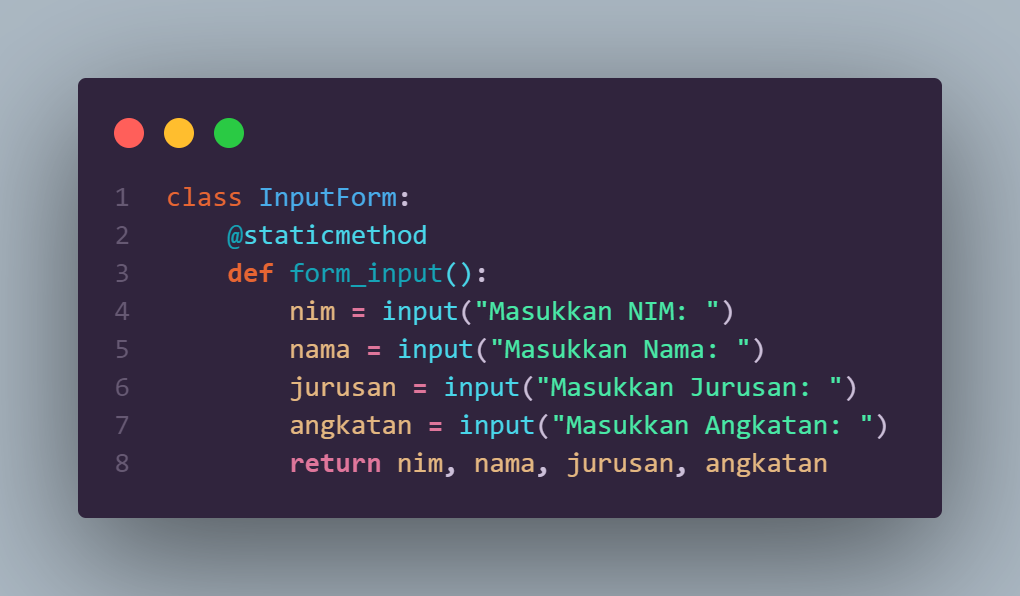 1 class InputForm:
2     @staticmethod
3     def form_input():
4         nim = input("Masukkan NIM: ")
5         nama = input("Masukkan Nama: ")
6         jurusan = input("Masukkan Jurusan: ")
7         angkatan = input("Masukkan Angkatan: ")
8         return nim, nama, jurusan, angkatan